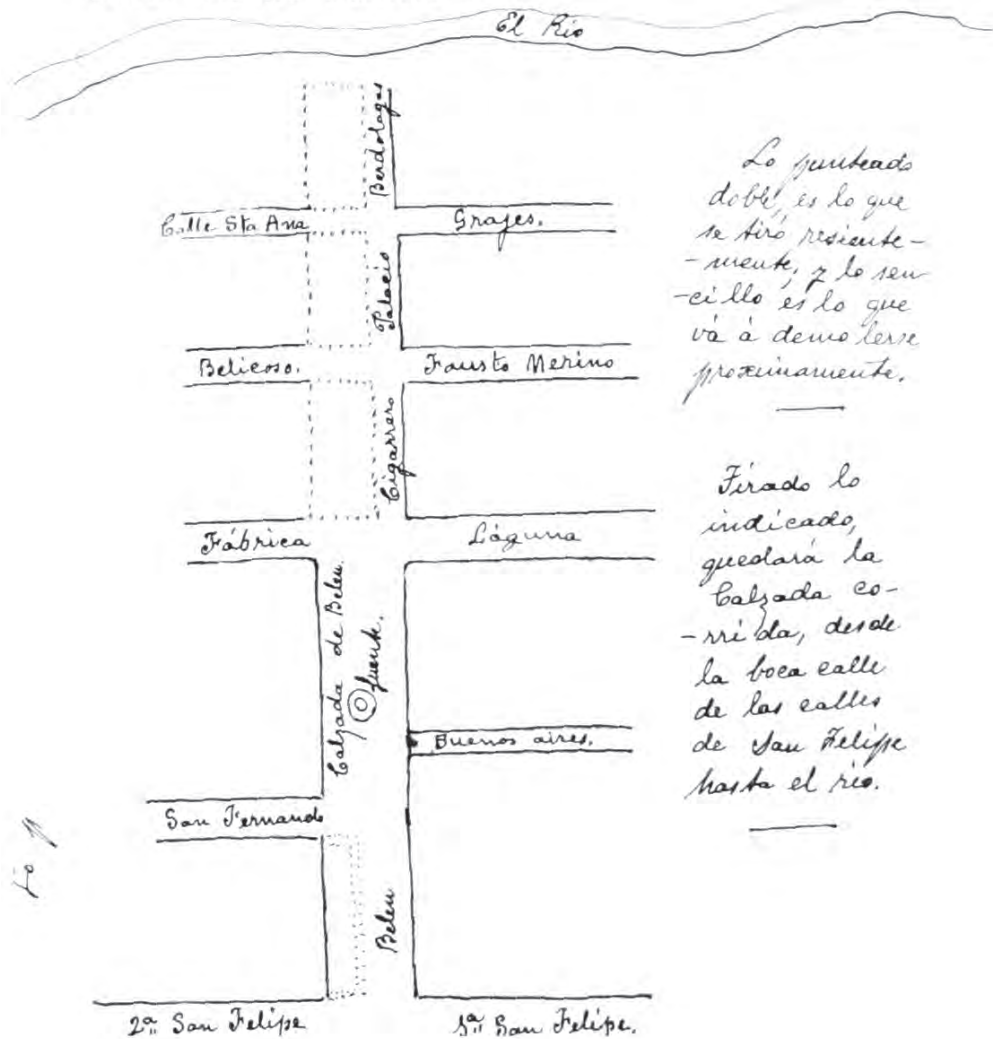 El Rio
Berdolagas
Calle Sta Ana
Grajes.
Palacio
Belicoso.
Fausto Merino
Cigarrero
Fábrica
Láguna
Calzada de Belen.
fuente.
Buenos aires.
San Fernando
Belen
2ª San Felipe
1ª San Felipe.
Lo punteado
doble, es lo que
se tiró resiente-
-mente, y lo sen-
-cillo es lo que
vá à demolerse
proximamente.
Tirado lo
indicado,
quedará la
Calzada co-
-rrida, desde
la boca calle
de las calles
de San Felipe
hasta el rio.